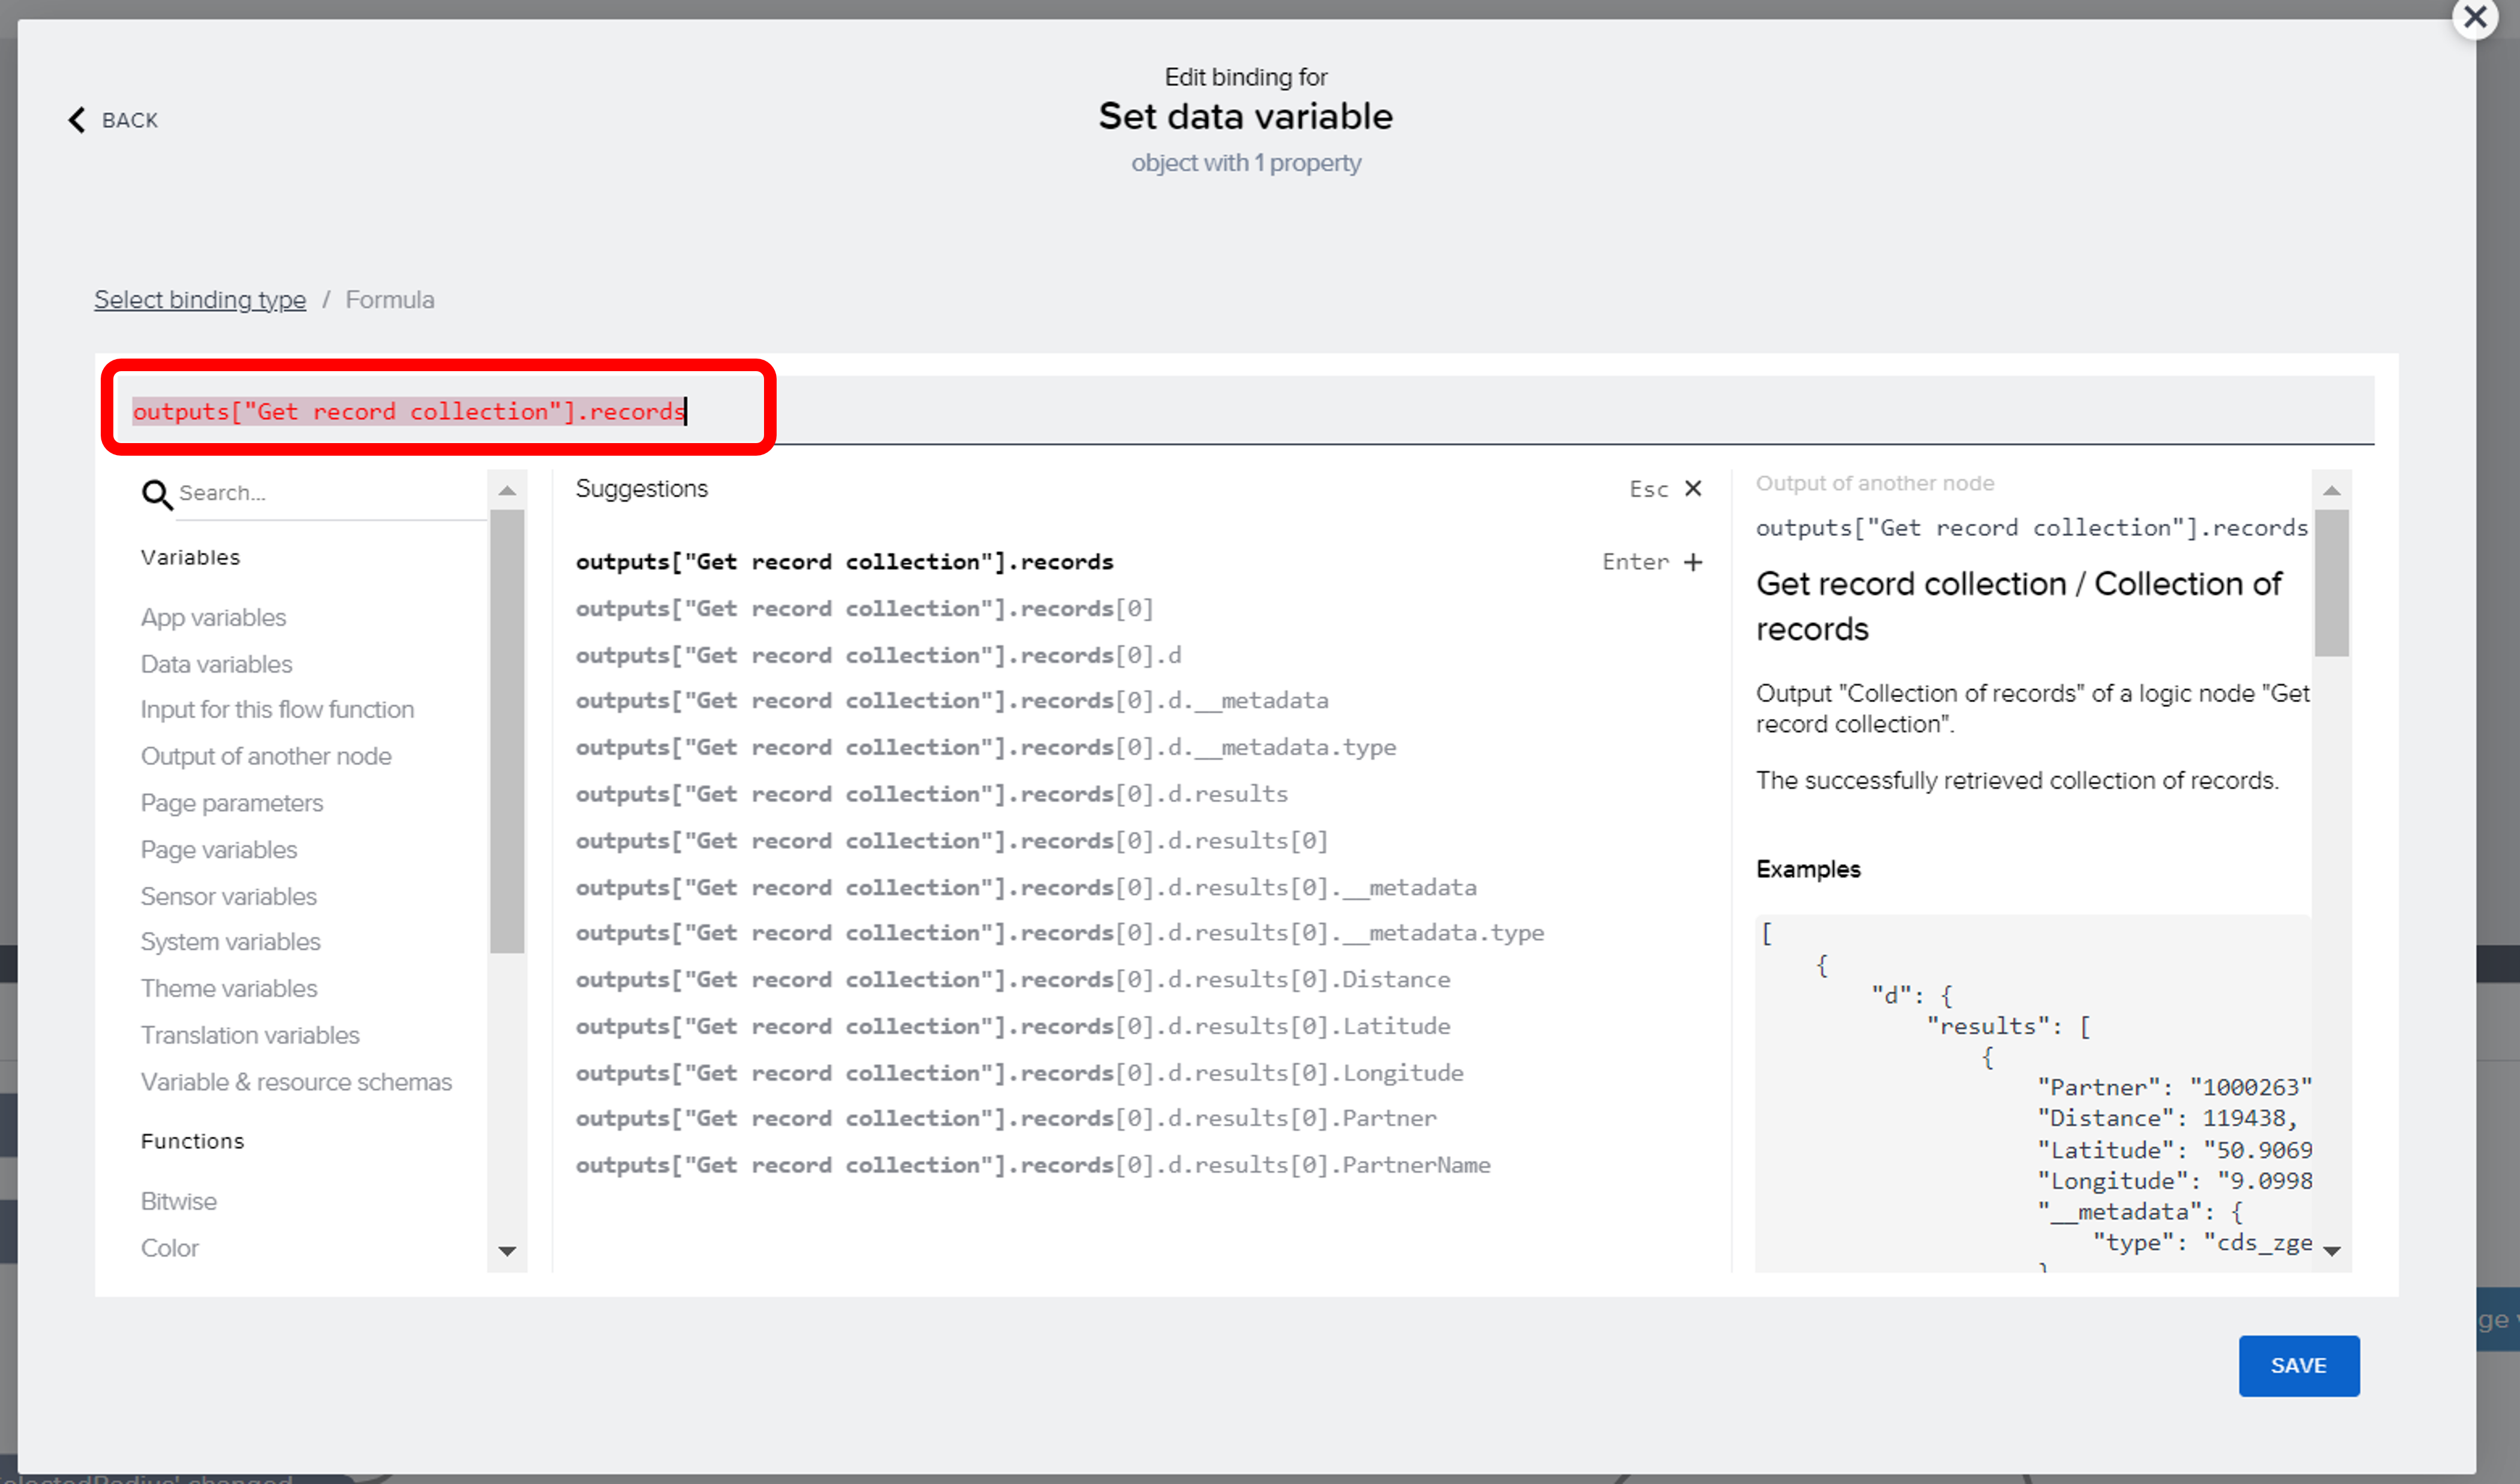 Edit binding for
BACK
Set data variable
object with 1 property
Select binding type / Formula
outputs["Get record collection"].records
Search...
Variables
App variables
Data variables
Input for this flow function
Output of another node
Page parameters
Page variables
Sensor variables
System variables
Theme variables
Translation variables
Variable & resource schemas
Functions
Bitwise
Color
Suggestions
Esc
outputs["Get record collection"].records
Enter +
outputs["Get record collection"].records[0]
outputs["Get record collection"].records[0].d
outputs["Get record collection"].records[0].d.__metadata
outputs["Get record collection"].records[0].d.__metadata.type
outputs["Get record collection"].records[0].d.results
outputs["Get record collection"].records[0].d.results[0]
outputs["Get record collection"].records[0].d.results[0].__metadata
outputs["Get record collection"].records[0].d.results[0].__metadata.type
outputs["Get record collection"].records[0].d.results[0].Distance
outputs["Get record collection"].records[0].d.results[0].Latitude
outputs["Get record collection"].records[0].d.results[0].Longitude
outputs["Get record collection"].records[0].d.results[0].Partner
outputs["Get record collection"].records[0].d.results[0].PartnerName
Output of another node
outputs["Get record collection"].records
Get record collection / Collection of
records
Output "Collection of records" of a logic node "Get
record collection".
The successfully retrieved collection of records.
Examples
[
{
"d": {
"results": [
{
"Partner": "1000263"
"Distance": 119438,
"Latitude": "50.9069
"Longitude": "9.0998
"__metadata": {
"type": "cds_zge
}
SAVE